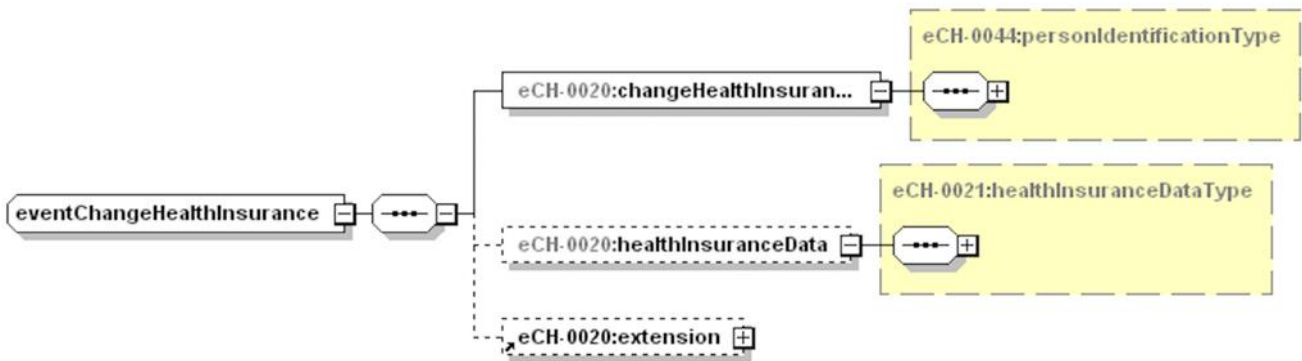 eCH-0044:personIdentificationType
eCH-0020:changeHealthInsuran...
eCH-0021:healthInsuranceDataType
eventChangeHealthInsurance
eCH-0020:healthInsuranceData
eCH-0020:extension